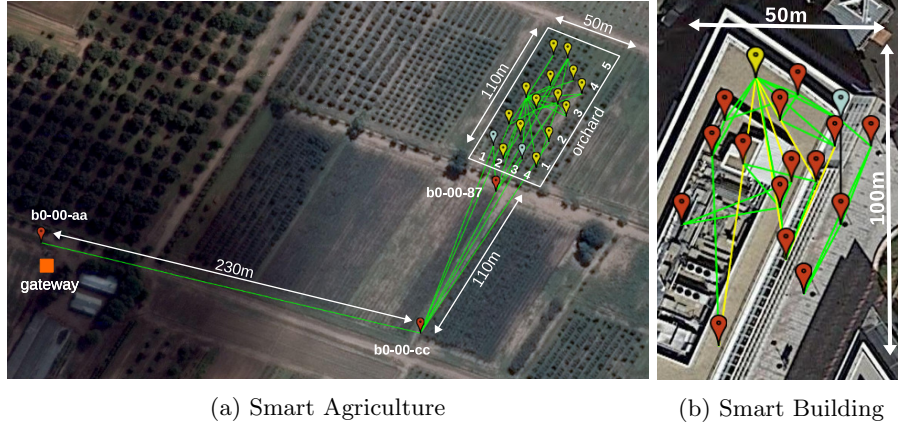 50m
110m
5
4
3
2
1
orchard
1
2
3
4
b0-00-87
b0-00-aa
230m
110m
gateway
b0-00-cc
50m
100m
(a) Smart Agriculture
(b) Smart Building